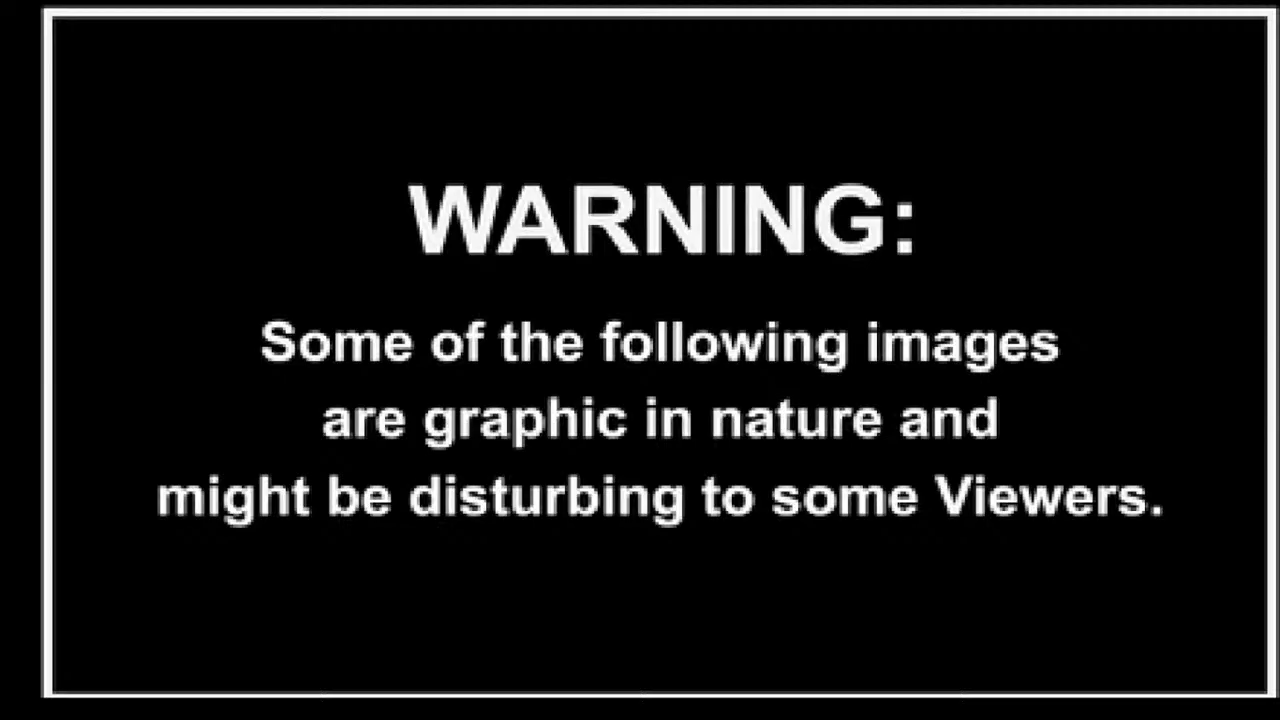 WARNING:
Some of the following images
are graphic in nature and
might be disturbing to some Viewers.